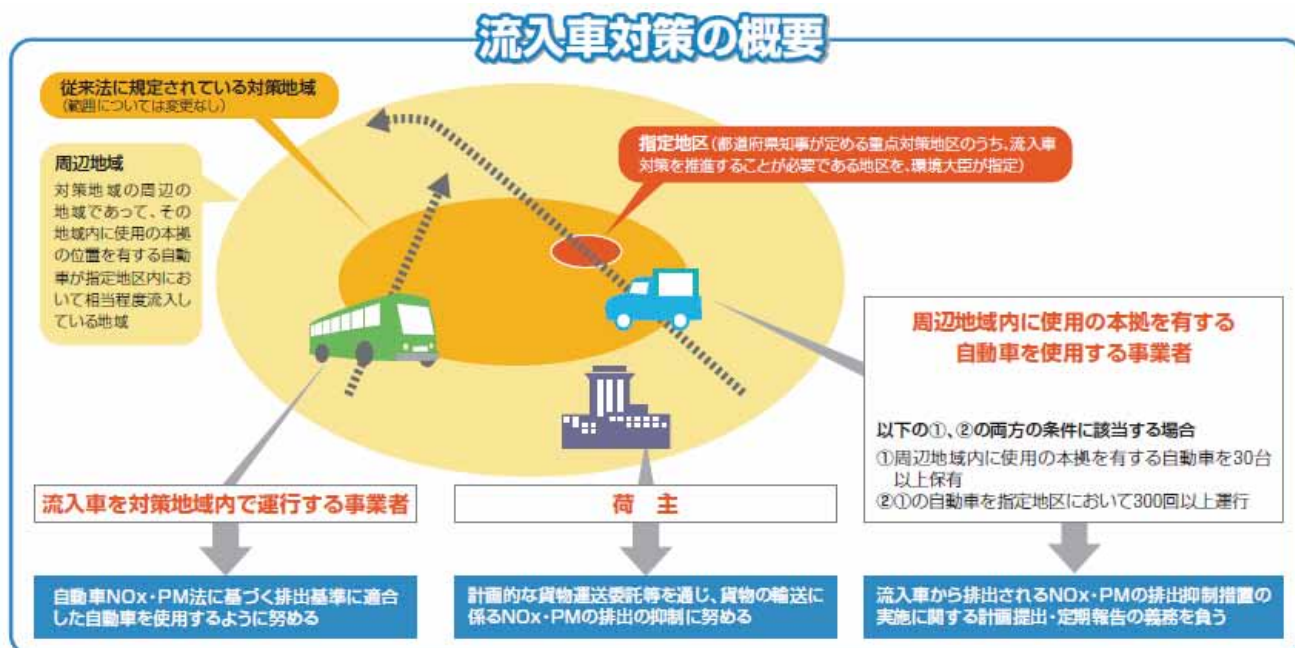 流入車対策の概要
従来法に規定されている対策地域
(範囲については変更なし)
周辺地域
対策地域の周辺の
地域であって、その
地域内に使用の本拠
の位置を有する自動
車が指定地区内にお
いて相当程度流入し
ている地域
指定地区(都道府県知事が定める重点対策地区のうち、流入車
対策を推進することが必要である地区を、環境大臣が指定)
周辺地域内に使用の本拠を有する
自動車を使用する事業者
以下の①、②の両方の条件に該当する場合
①周辺地域内に使用の本拠を有する自動車を30台
以上保有
②①の自動車を指定地区において300回以上運行
流入車を対策地域内で運行する事業者
荷 主
自動車NOx・PM法に基づく排出基準に適合
した自動車を使用するように努める
計画的な貨物運送委託等を通じ、貨物の輸送に
係るNOx・PMの排出の抑制に努める
流入車から排出されるNOx・PMの排出抑制措置の
実施に関する計画提出・定期報告の義務を負う